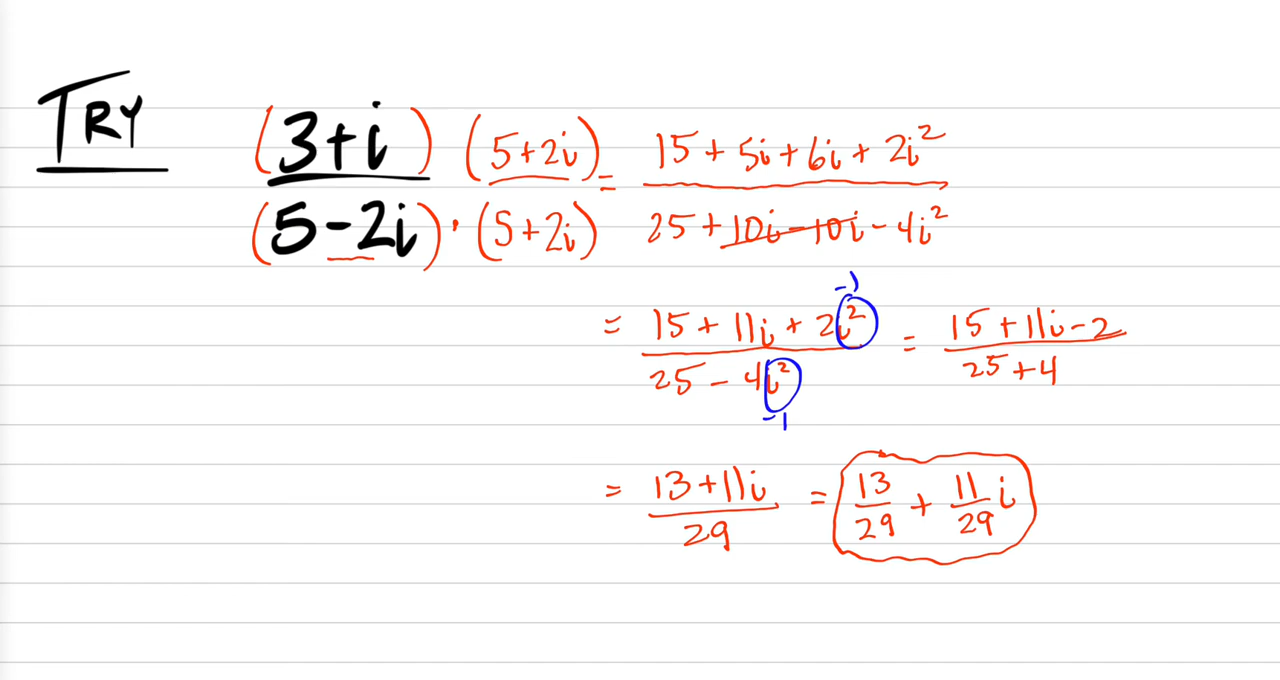 TRY
(3+i) (5+2i) = 15 + 5i + 6i + 2i²
(5-2i) · (5+2i) 25 + 10i - 10i - 4i²
-1
= 15 + 11i + 2i² = 15 + 11i - 2
25 - 4i² 25 + 4
-1
= 13 + 11i = 13 + 11 i
29 29 29